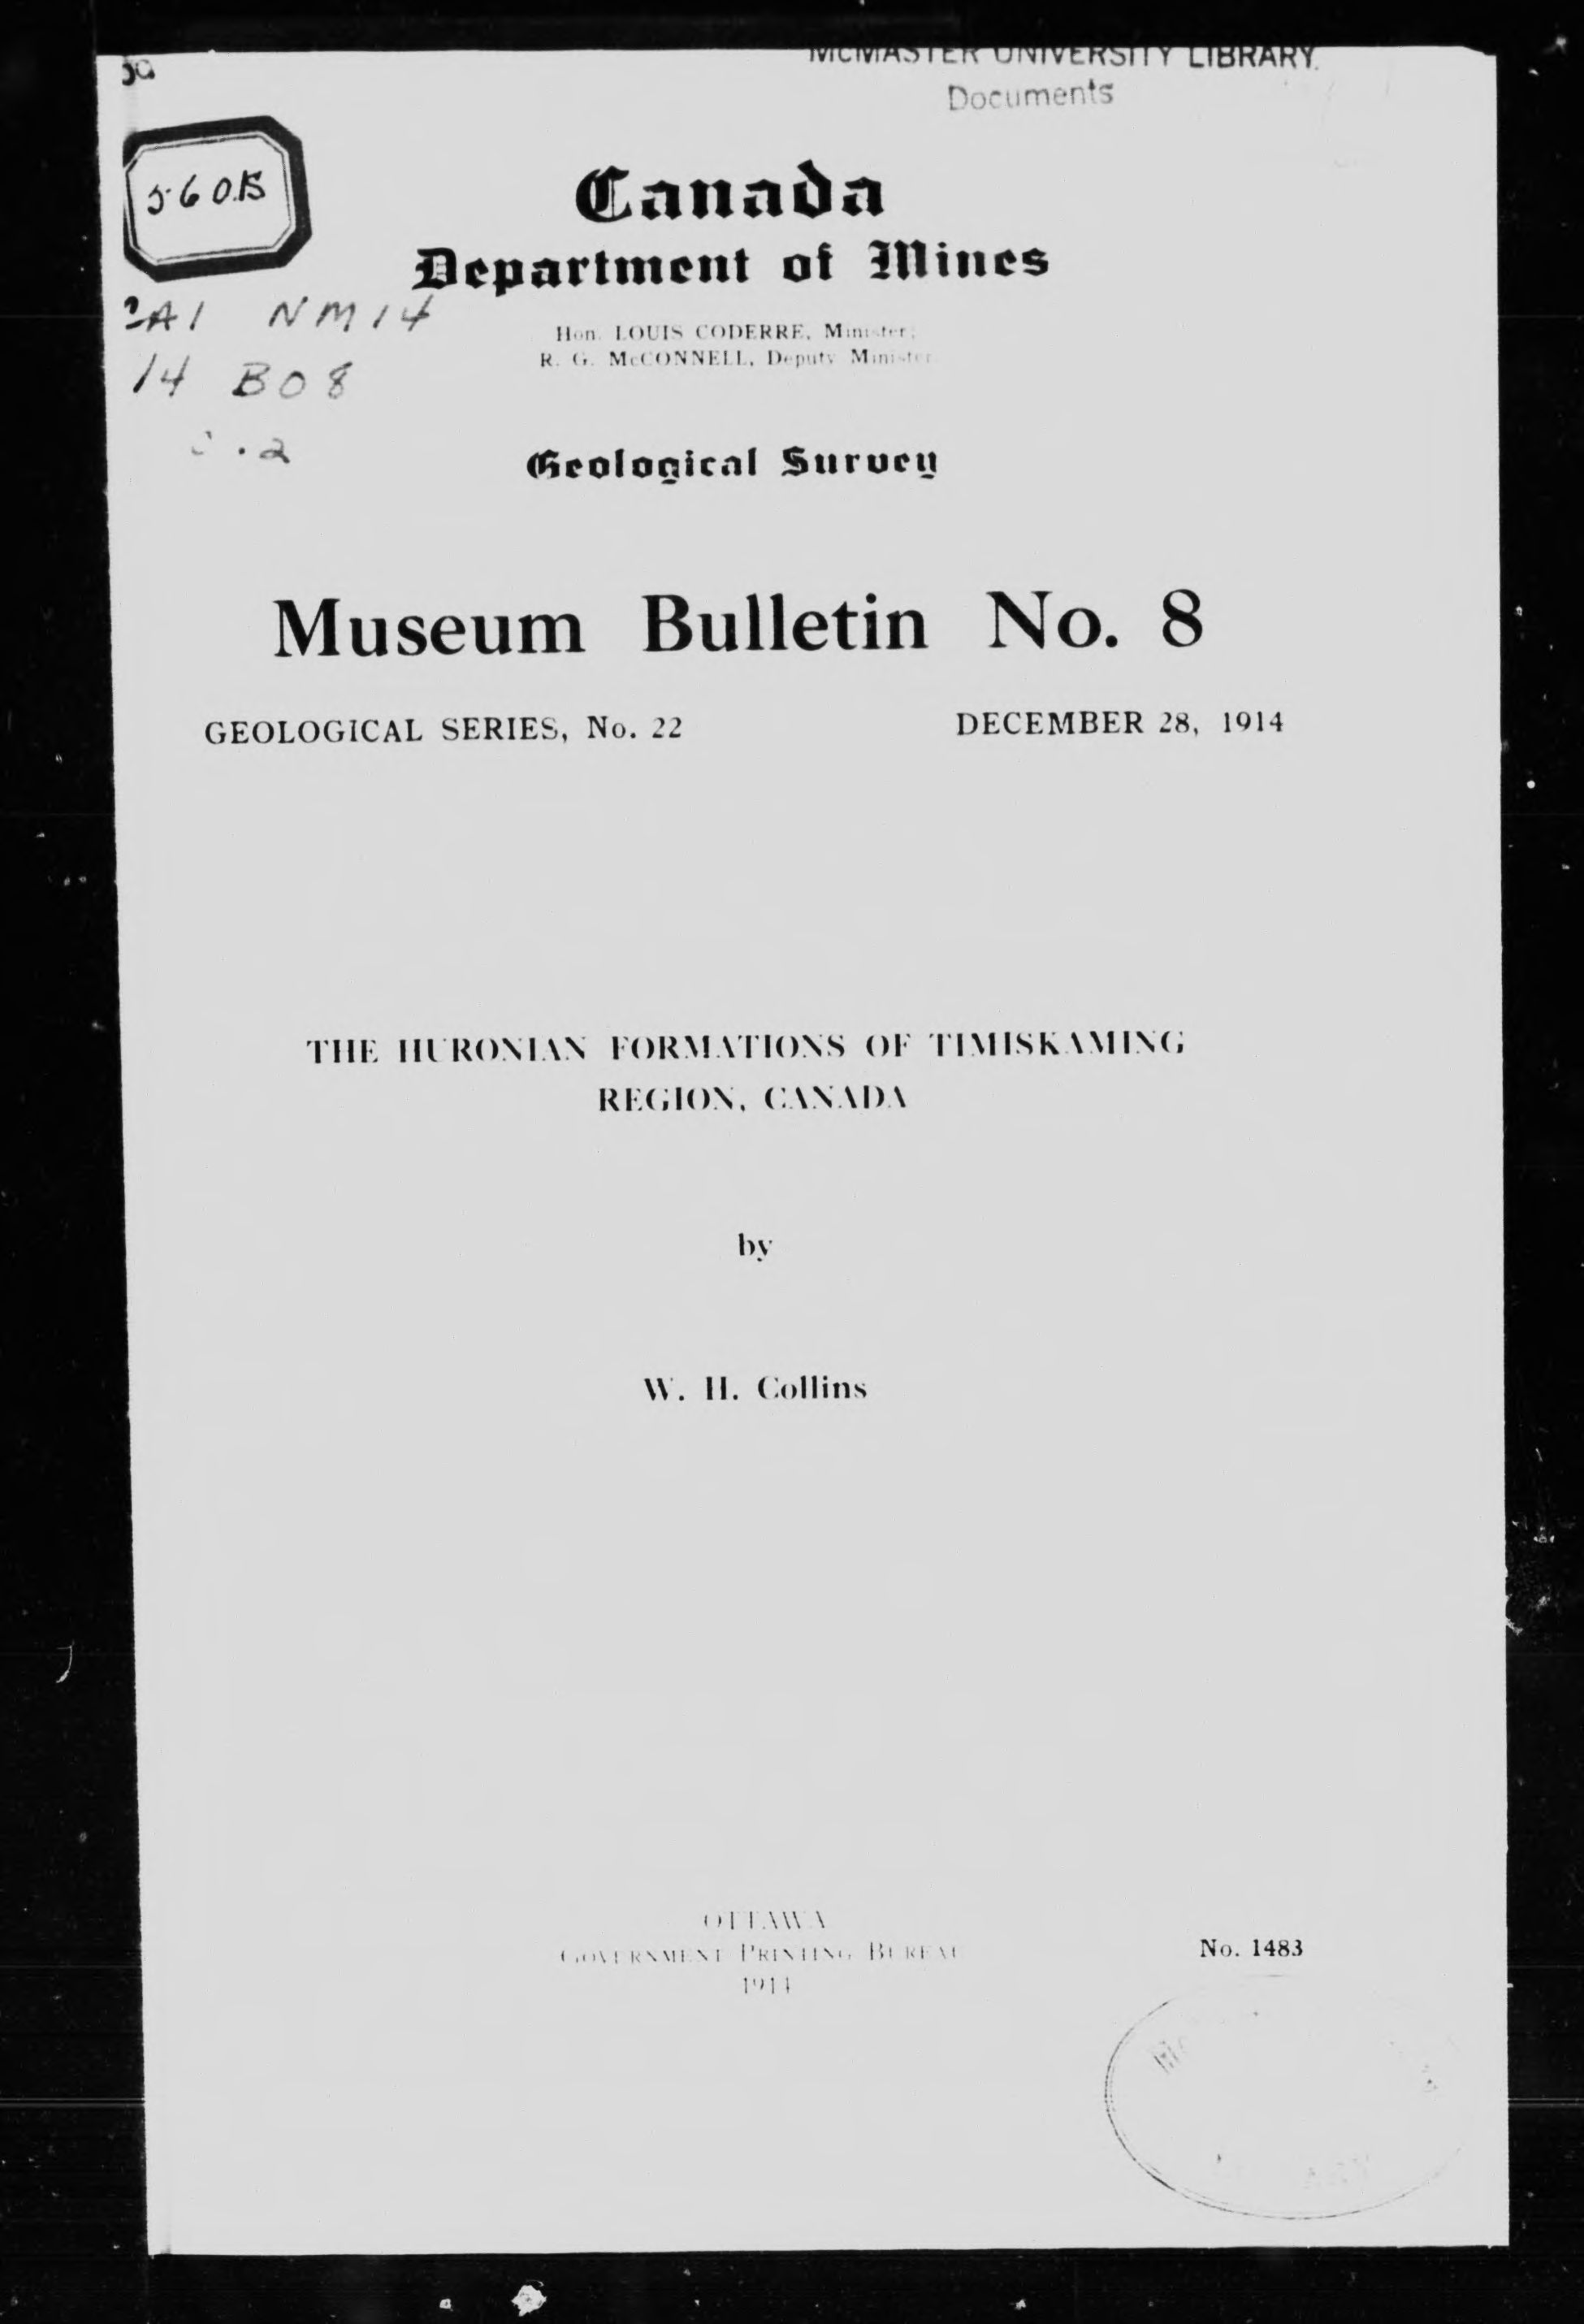 McMASTER UNIVERSITY LIBRARY.
Documents
560B
Canada
Department of Mines
CA1 NM14
Hon. LOUIS CODERRE, Minister;
R. G. McCONNELL, Deputy Minister
14 B08
c.2
Geological Survey
Museum Bulletin No. 8
GEOLOGICAL SERIES, No. 22
DECEMBER 28, 1914
THE HURONIAN FORMATIONS OF TIMISKAMING
REGION, CANADA
by
W. H. Collins
OTTAWA
GOVERNMENT PRINTING BUREAU
1914
No. 1483